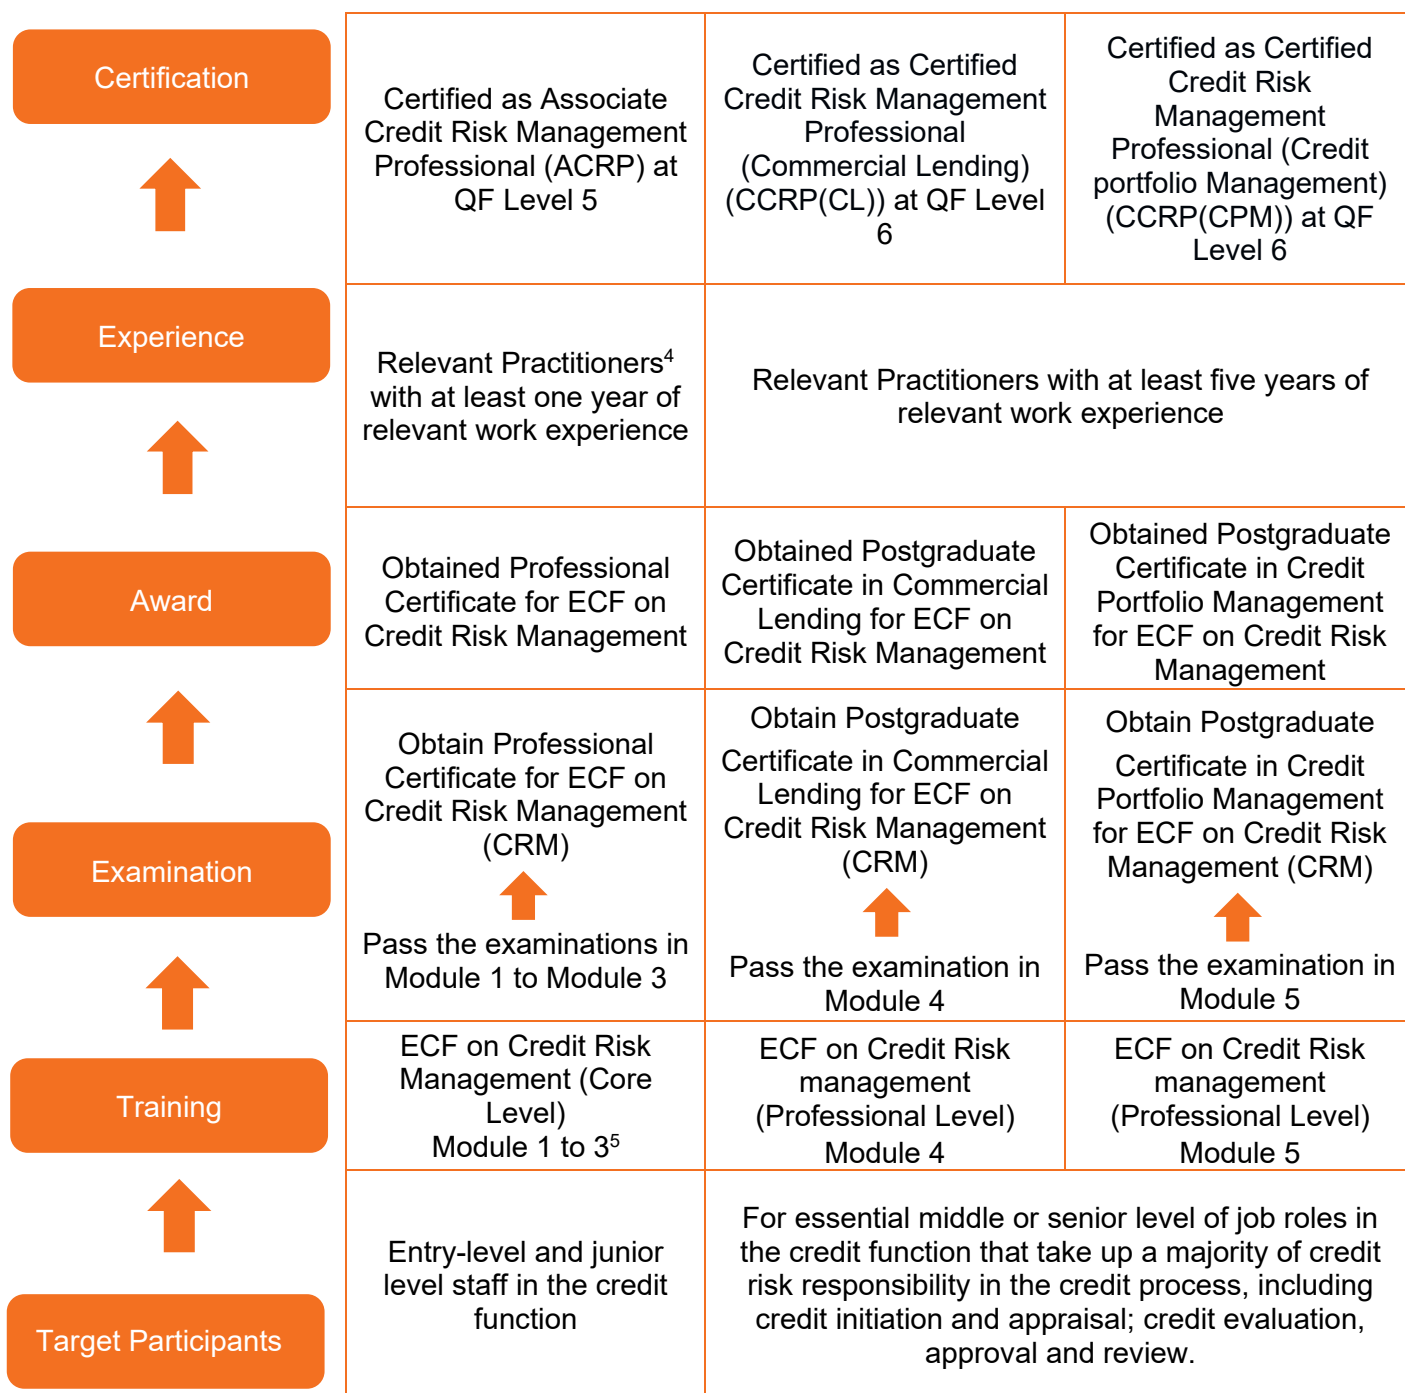 Certification
Certified as Associate
Credit Risk Management
Professional (ACRP) at
QF Level 5
Certified as Certified
Credit Risk Management
Professional
(Commercial Lending)
(CCRP(CL)) at QF Level
6
Certified as Certified
Credit Risk
Management
Professional (Credit
portfolio Management)
(CCRP(CPM)) at QF
Level 6
Experience
Relevant Practitioners⁴
with at least one year of
relevant work experience
Relevant Practitioners with at least five years of
relevant work experience
Award
Obtained Professional
Certificate for ECF on
Credit Risk Management
Obtained Postgraduate
Certificate in Commercial
Lending for ECF on
Credit Risk Management
Obtained Postgraduate
Certificate in Credit
Portfolio Management
for ECF on Credit Risk
Management
Examination
Obtain Professional
Certificate for ECF on
Credit Risk Management
(CRM)
Pass the examinations in
Module 1 to Module 3
Obtain Postgraduate
Certificate in Commercial
Lending for ECF on
Credit Risk Management
(CRM)
Pass the examination in
Module 4
Obtain Postgraduate
Certificate in Credit
Portfolio Management
for ECF on Credit Risk
Management (CRM)
Pass the examination in
Module 5
Training
ECF on Credit Risk
Management (Core
Level)
Module 1 to 3⁵
ECF on Credit Risk
management
(Professional Level)
Module 4
ECF on Credit Risk
management
(Professional Level)
Module 5
Target Participants
Entry-level and junior
level staff in the credit
function
For essential middle or senior level of job roles in
the credit function that take up a majority of credit
risk responsibility in the credit process, including
credit initiation and appraisal; credit evaluation,
approval and review.